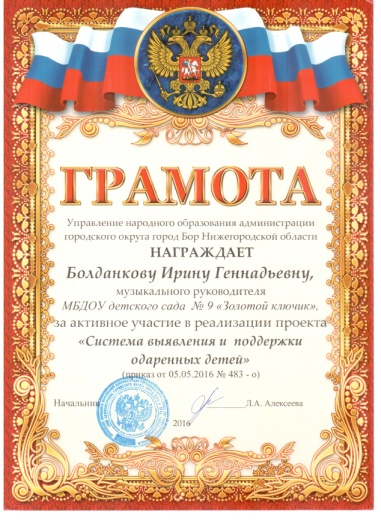 ГРАМОТА
Управление народного образования администрации
городского округа город Бор Нижегородской области
НАГРАЖДАЕТ
Болданкову Ирину Геннадьевну,
музыкального руководителя
МБДОУ детского сада № 9 «Золотой ключик»,
за активное участие в реализации проекта
«Система выявления и поддержки
одаренных детей»
(приказ от 05.05.2016 № 483 - о)
Начальник Л.А. Алексеева
2016